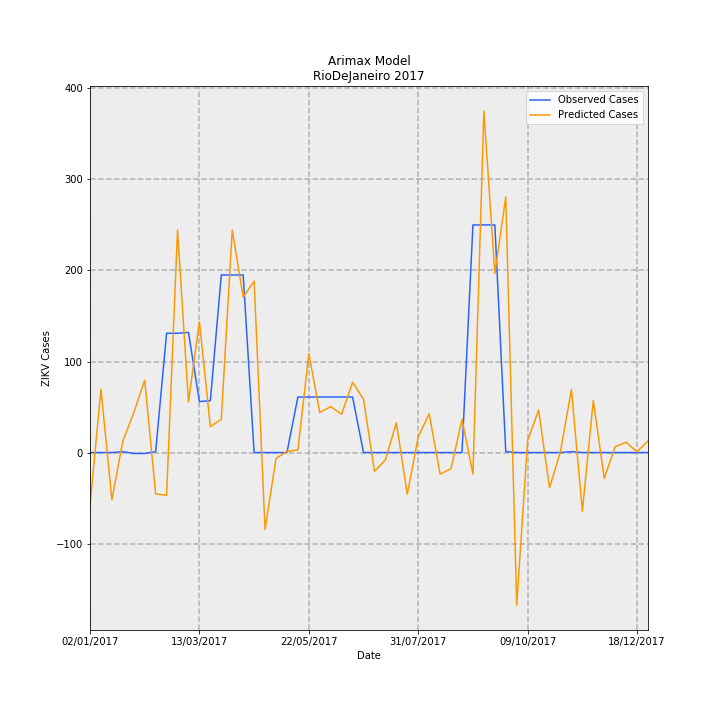 Arimax Model
RioDeJaneiro 2017
Observed Cases
Predicted Cases
400
300
200
100
0
−100
ZIKV Cases
02/01/2017 13/03/2017 22/05/2017 31/07/2017 09/10/2017 18/12/2017
Date